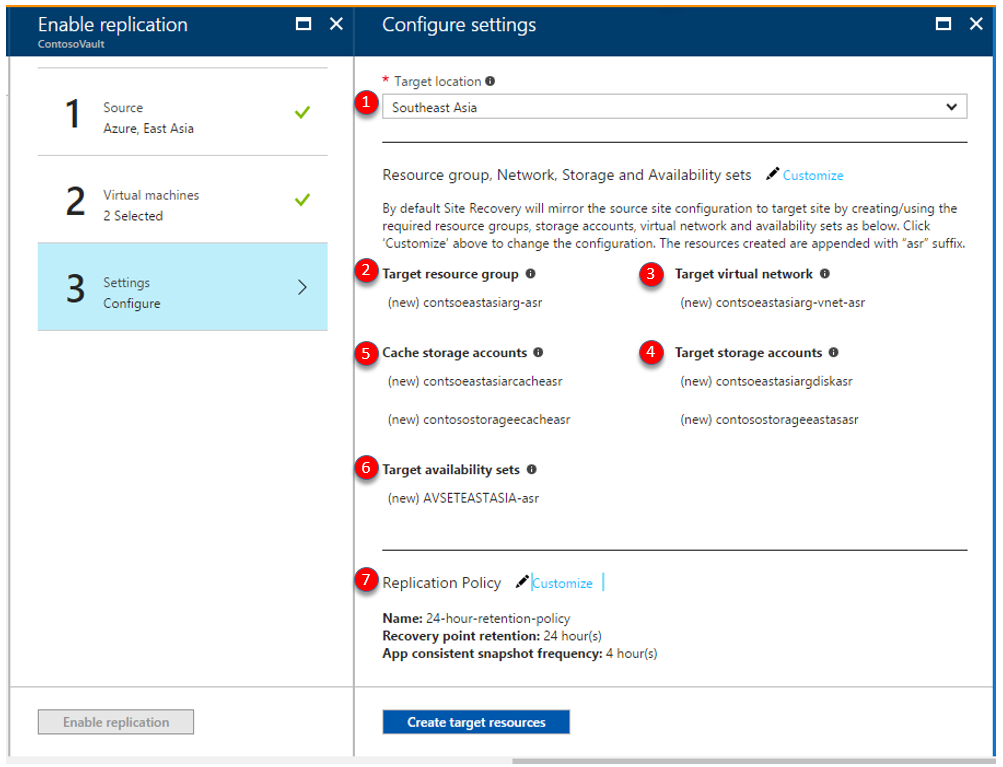 Enable replication
ContosoVault
1
Source
Azure, East Asia
2
Virtual machines
2 Selected
3
Settings
Configure
Enable replication
Configure settings
* Target location
1
Southeast Asia
Resource group, Network, Storage and Availability sets Customize
By default Site Recovery will mirror the source site configuration to target site by creating/using the
required resource groups, storage accounts, virtual network and availability sets as below. Click
'Customize' above to change the configuration. The resources created are appended with "asr" suffix.
2 Target resource group
(new) contsoeastasiarg-asr
3 Target virtual network
(new) contsoeastasiarg-vnet-asr
5 Cache storage accounts
(new) contsoeastasiarcacheasr
(new) contosostorageecacheasr
4 Target storage accounts
(new) contsoeastasiargdiskasr
(new) contosostorageeastasasr
6 Target availability sets
(new) AVSETEASTASIA-asr
7 Replication Policy Customize
Name: 24-hour-retention-policy
Recovery point retention: 24 hour(s)
App consistent snapshot frequency: 4 hour(s)
Create target resources